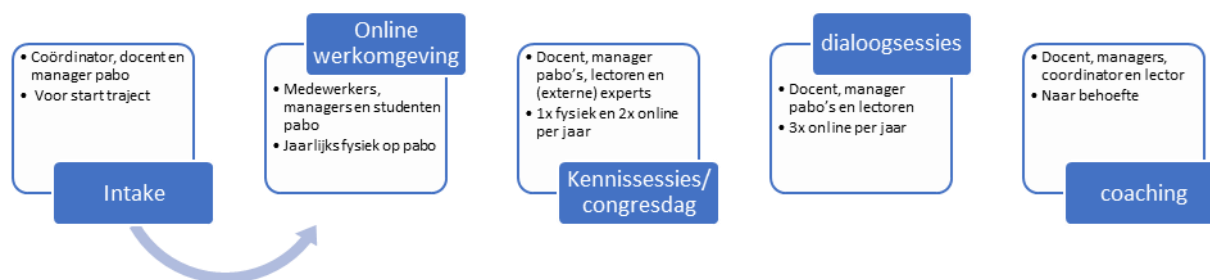 • Coördinator, docent en
manager pabo
• Voor start traject
Intake
Online
werkomgeving
• Medewerkers,
managers en studenten
pabo
• Jaarlijks fysiek op pabo
• Docent, manager
pabo's, lectoren en
(externe) experts
• 1x fysiek en 2x online
per jaar
Kennissessies/
congresdag
dialoogsessies
• Docent, manager
pabo's en lectoren
• 3x online per jaar
• Docent, managers,
coordinator en lector
• Naar behoefte
coaching